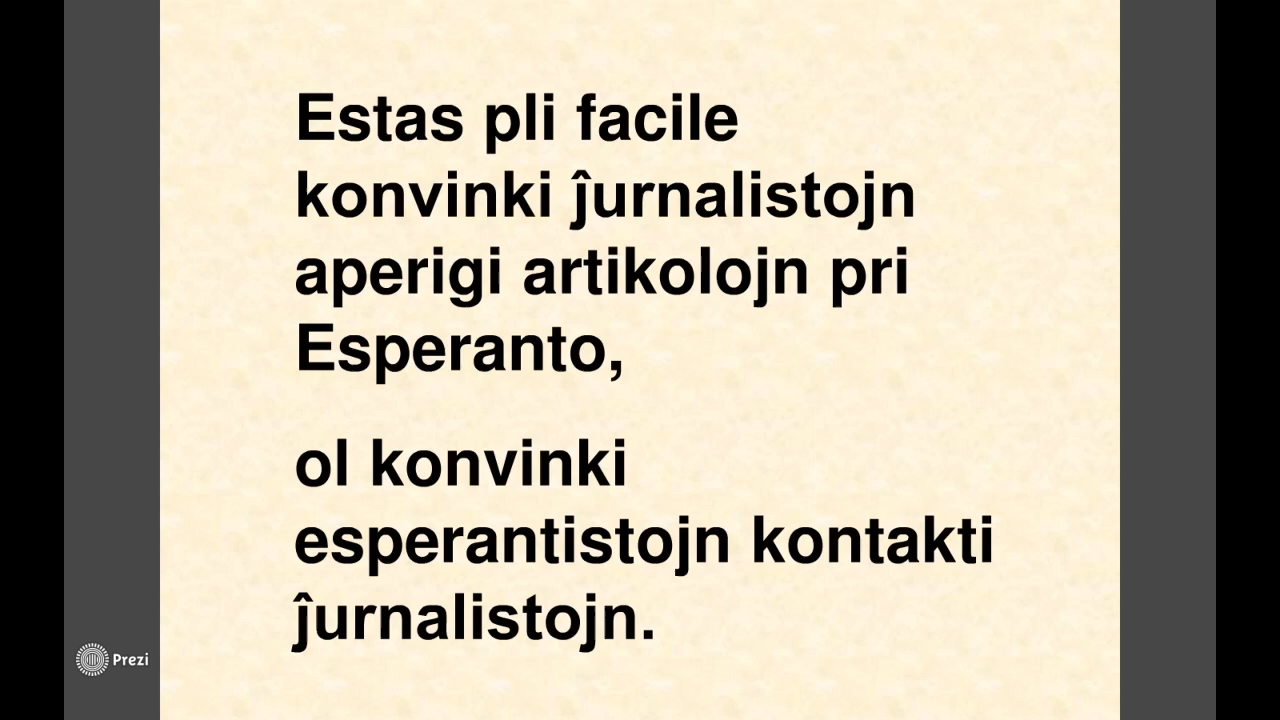 Estas pli facile
konvinki ĵurnalistojn
aperigi artikolojn pri
Esperanto,
ol konvinki
esperantistojn kontakti
ĵurnalistojn.
Prezi